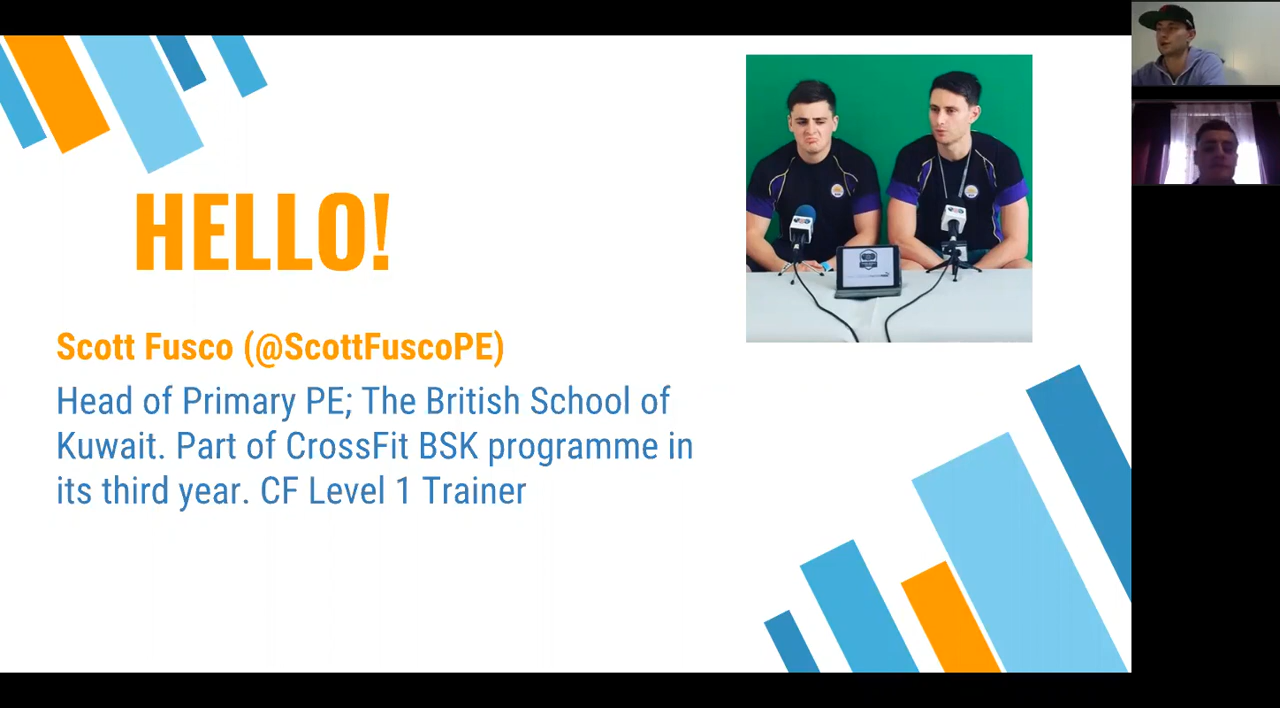 HELLO!
Scott Fusco (@ScottFuscoPE)
Head of Primary PE; The British School of
Kuwait. Part of CrossFit BSK programme in
its third year. CF Level 1 Trainer